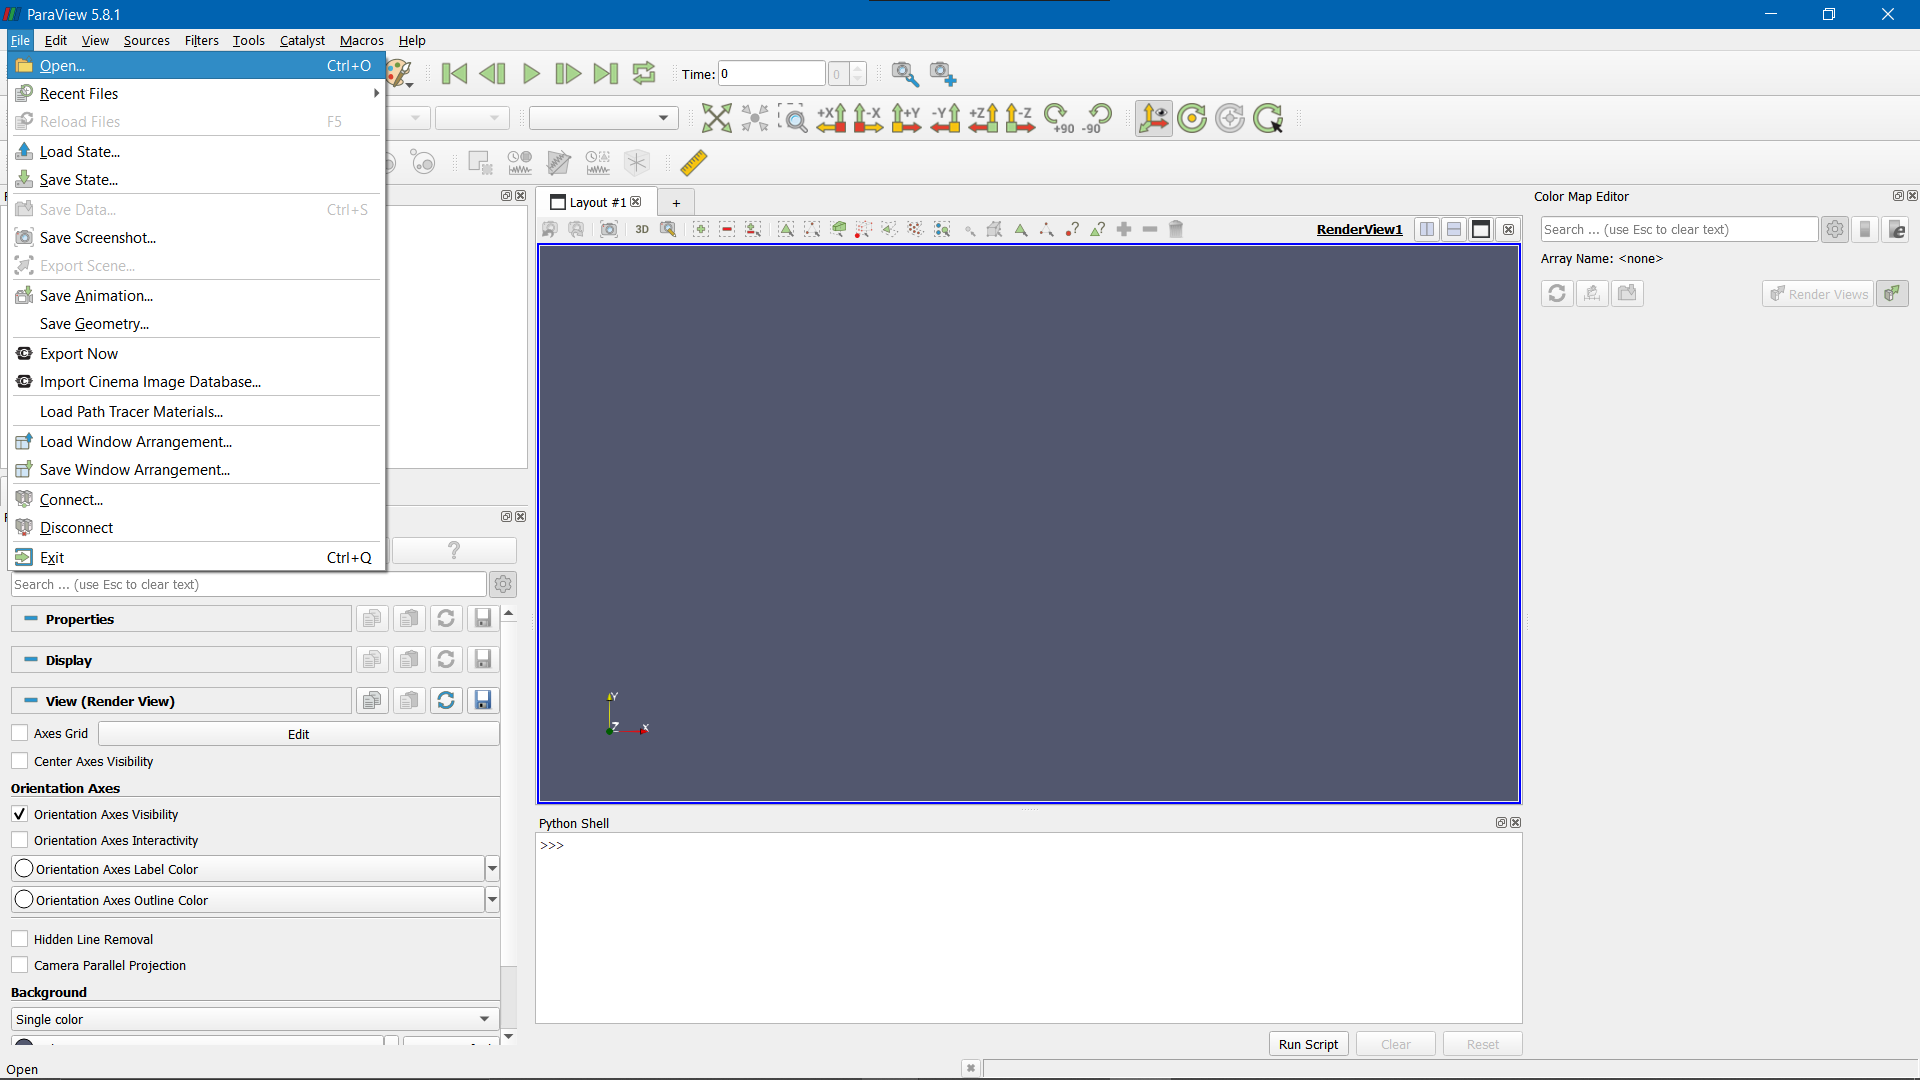 ParaView 5.8.1
File Edit View Sources Filters Tools Catalyst Macros Help
Open... Ctrl+O
Recent Files
Reload Files F5
Load State...
Save State...
Save Data... Ctrl+S
Save Screenshot...
Export Scene...
Save Animation...
Save Geometry...
Export Now
Import Cinema Image Database...
Load Path Tracer Materials...
Load Window Arrangement...
Save Window Arrangement...
Connect...
Disconnect
Exit Ctrl+Q
Time: 0 0
+X -X +Y -Y +Z -Z +90 -90
?
Search ... (use Esc to clear text)
Properties
Display
View (Render View)
Axes Grid Edit
Center Axes Visibility
Orientation Axes
Orientation Axes Visibility
Orientation Axes Interactivity
Orientation Axes Label Color
Orientation Axes Outline Color
Hidden Line Removal
Camera Parallel Projection
Background
Single color
Open
Layout #1 +
3D RenderView1
Y
Z X
Python Shell
>>>
Run Script Clear Reset
Color Map Editor
Search ... (use Esc to clear text)
Array Name: <none>
Render Views